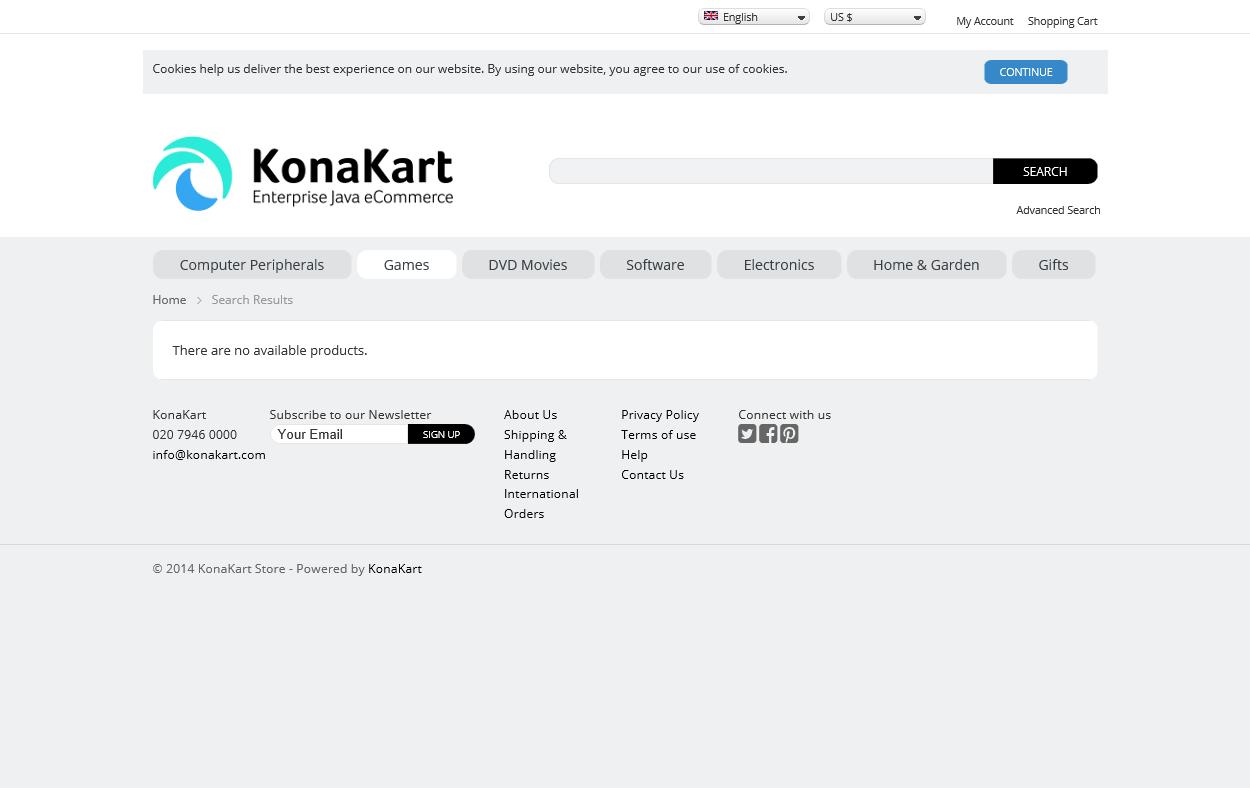 English
US $
My Account
Shopping Cart
Cookies help us deliver the best experience on our website. By using our website, you agree to our use of cookies.
CONTINUE
KonaKart
Enterprise Java eCommerce
SEARCH
Advanced Search
Computer Peripherals
Games
DVD Movies
Software
Electronics
Home & Garden
Gifts
Home
Search Results
There are no available products.
KonaKart
020 7946 0000
info@konakart.com
Subscribe to our Newsletter
Your Email
SIGN UP
About Us
Shipping &
Handling
Returns
International
Orders
Privacy Policy
Terms of use
Help
Contact Us
Connect with us
© 2014 KonaKart Store - Powered by KonaKart